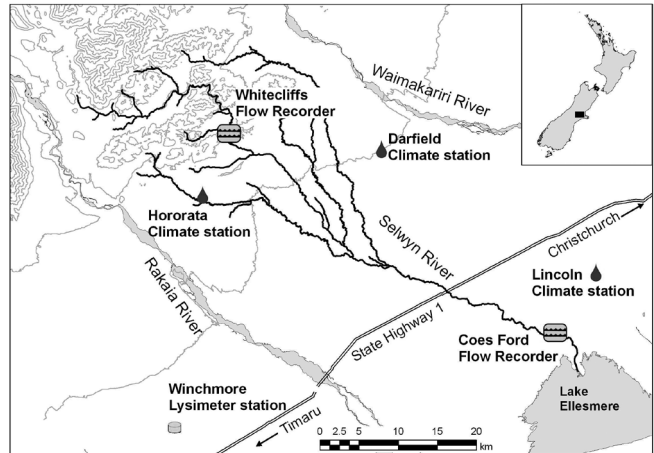 Waimakariri River
Whitecliffs
Flow Recorder
Darfield
Climate station
Hororata
Climate station
Selwyn River
Christchurch
Rakaia River
Lincoln
Climate station
State Highway 1
Coes Ford
Flow Recorder
Winchmore
Lysimeter station
Lake
Ellesmere
Timaru
0 2.5 5 10 15 20
km